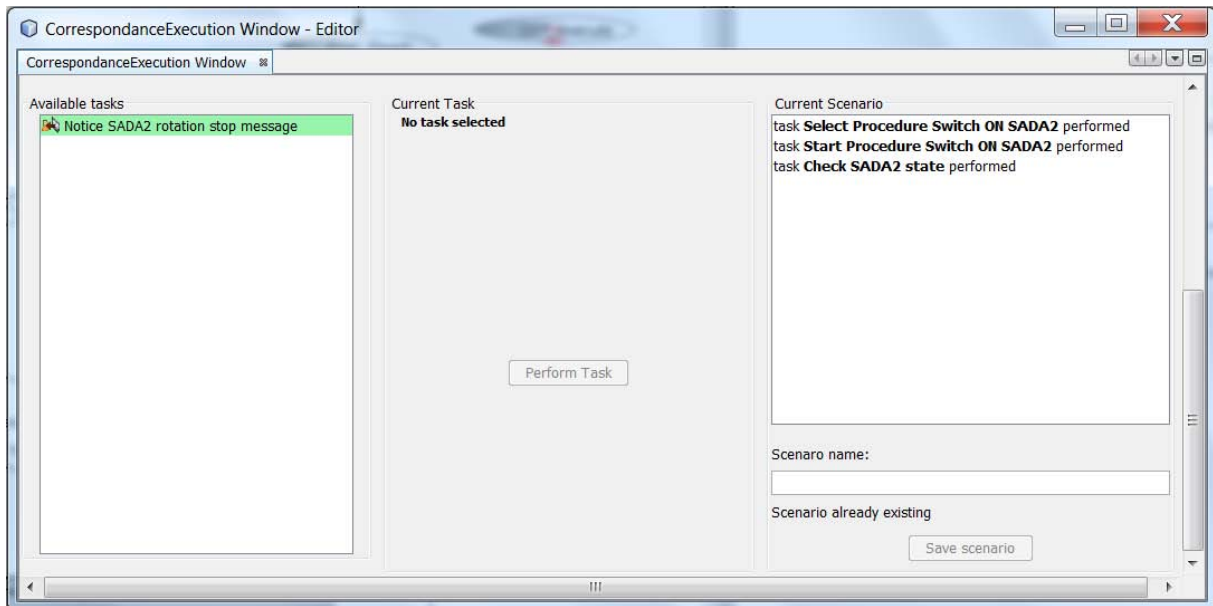 CorrespondanceExecution Window - Editor
CorrespondanceExecution Window
Available tasks
Notice SADA2 rotation stop message
Current Task
No task selected
Perform Task
Current Scenario
task Select Procedure Switch ON SADA2 performed
task Start Procedure Switch ON SADA2 performed
task Check SADA2 state performed
Scenaro name:
Scenario already existing
Save scenario